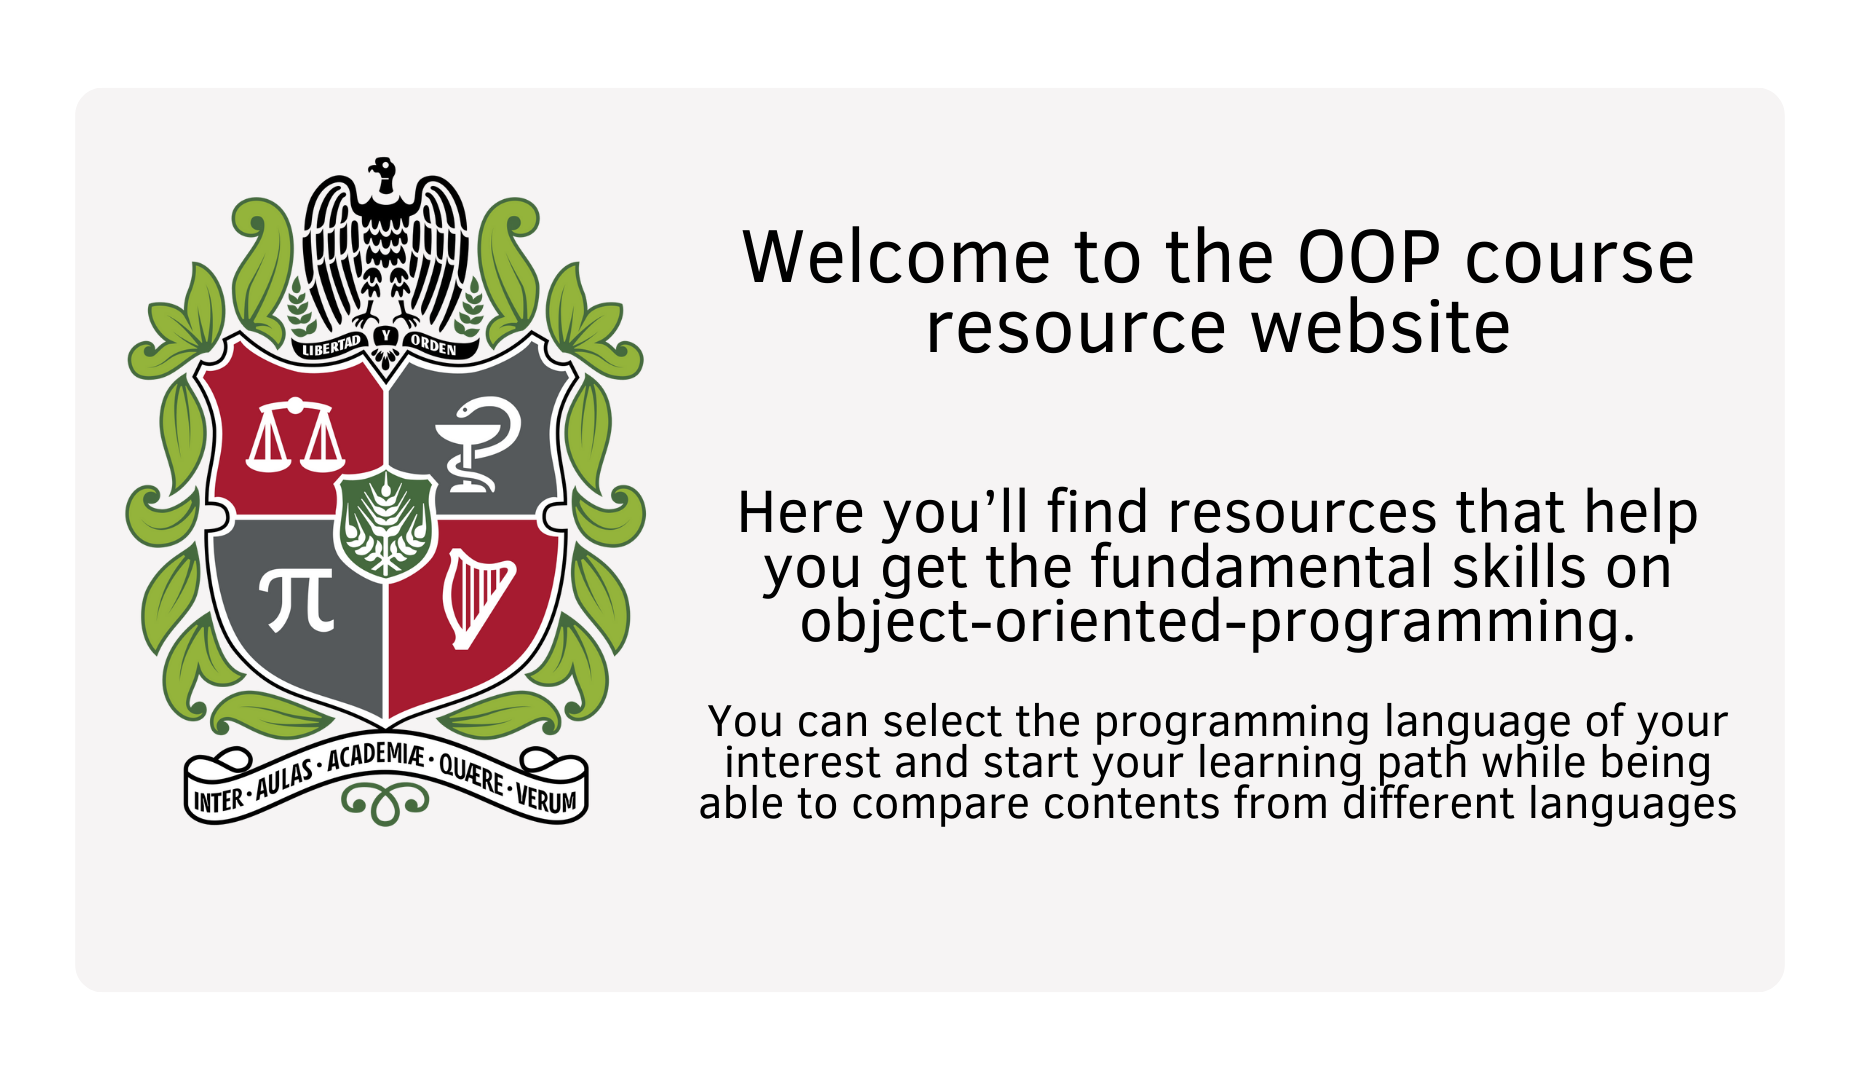 LIBERTAD Y ORDEN
π
INTER · AULAS · ACADEMIÆ · QUÆRE · VERUM
Welcome to the OOP course
resource website
Here you’ll find resources that help
you get the fundamental skills on
object-oriented-programming.
You can select the programming language of your
interest and start your learning path while being
able to compare contents from different languages